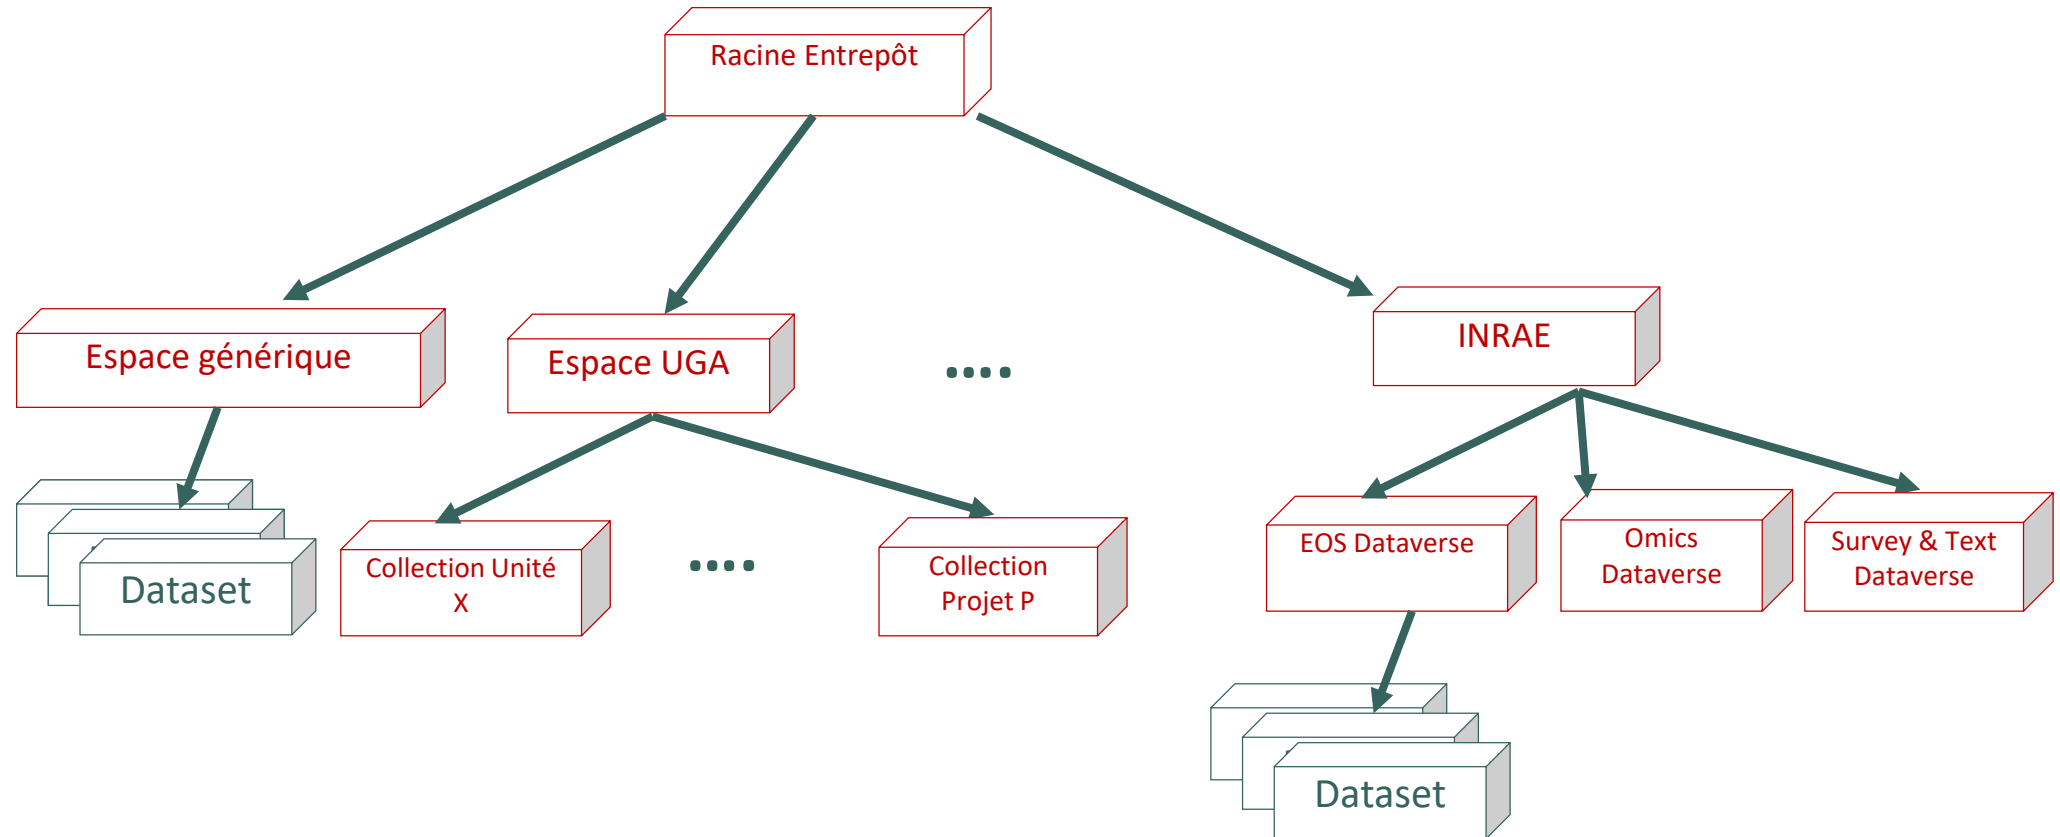 Racine Entrepôt
Espace générique
Espace UGA
....
INRAE
Dataset
Collection Unité
X
....
Collection
Projet P
EOS Dataverse
Omics
Dataverse
Survey & Text
Dataverse
Dataset